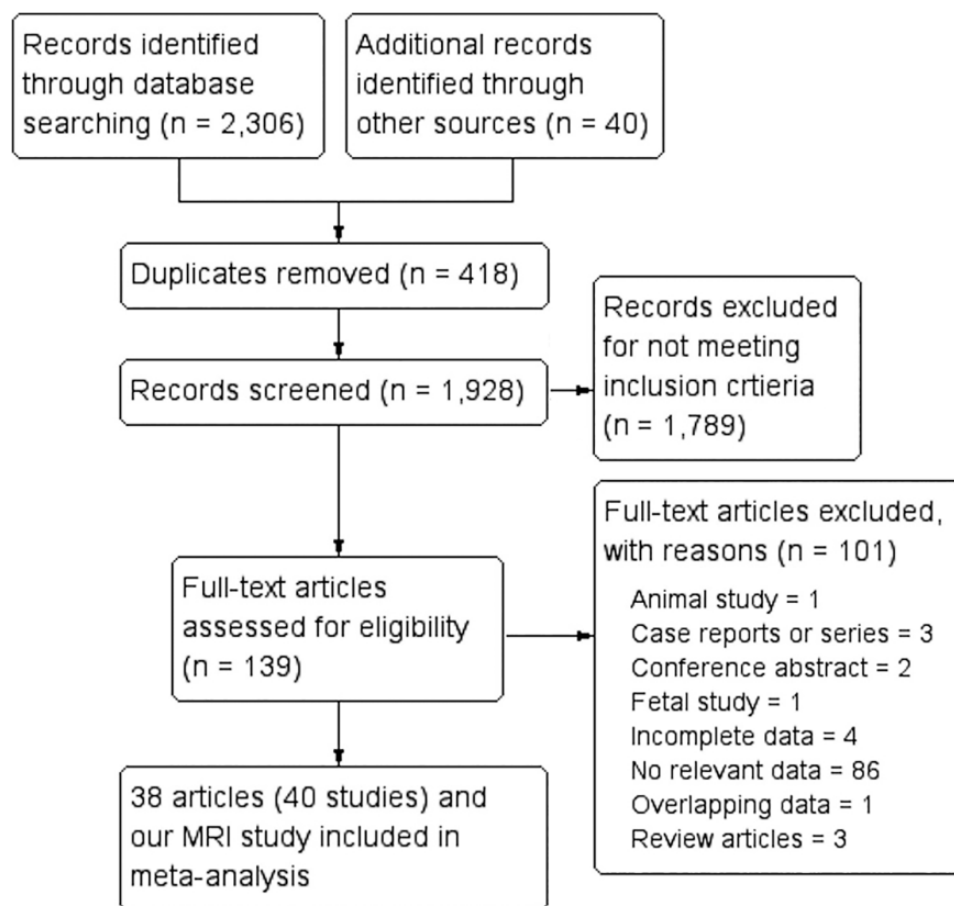 Records identified
through database
searching (n = 2,306)
Additional records
identified through
other sources (n = 40)
Duplicates removed (n = 418)
Records screened (n = 1,928)
Records excluded
for not meeting
inclusion crtieria
(n = 1,789)
Full-text articles
assessed for eligibility
(n = 139)
Full-text articles excluded,
with reasons (n = 101)
Animal study = 1
Case reports or series = 3
Conference abstract = 2
Fetal study = 1
Incomplete data = 4
No relevant data = 86
Overlapping data = 1
Review articles = 3
38 articles (40 studies) and
our MRI study included in
meta-analysis